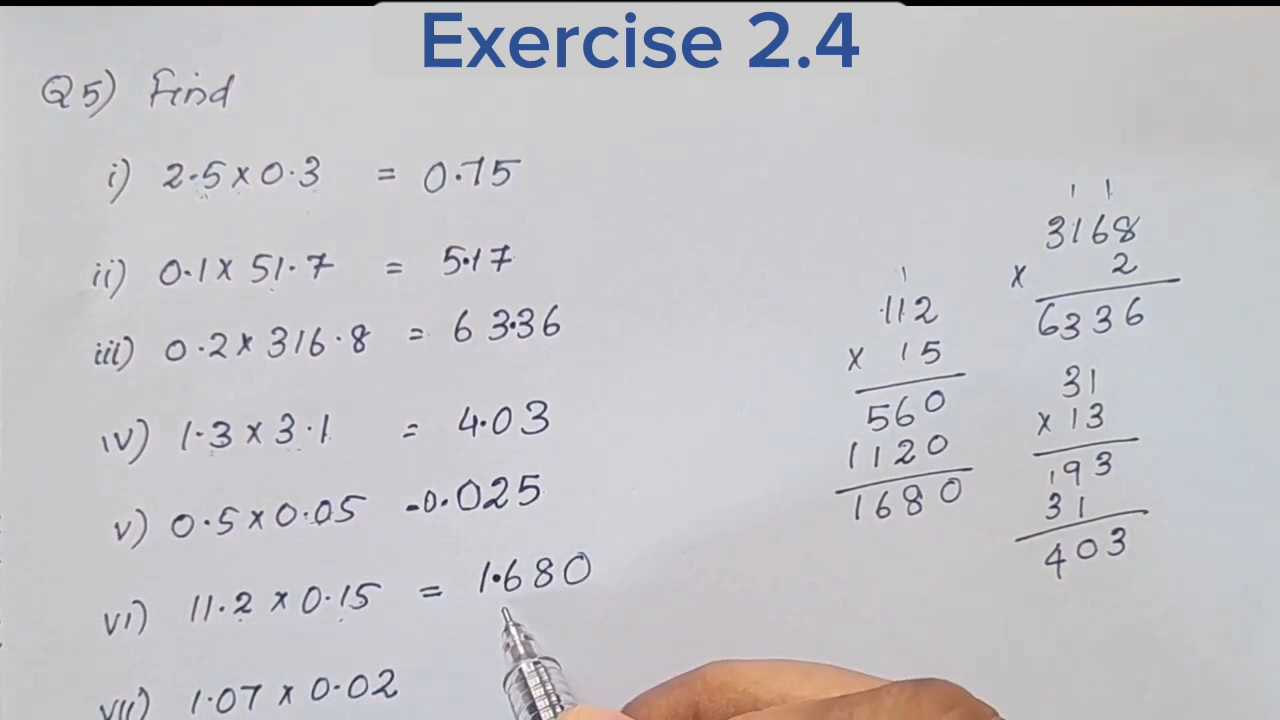 Exercise 2.4
Q5) Find
i) 2.5 x 0.3 = 0.75
ii) 0.1 x 51.7 = 5.17
iii) 0.2 x 316.8 = 63.36
iv) 1.3 x 3.1 = 4.03
v) 0.5 x 0.05 = 0.025
vi) 11.2 x 0.15 = 1.680
vii) 1.07 x 0.02
1
112
x 15
560
1120
1680
1 1
3168
x 2
6336
31
x 13
193
31
403